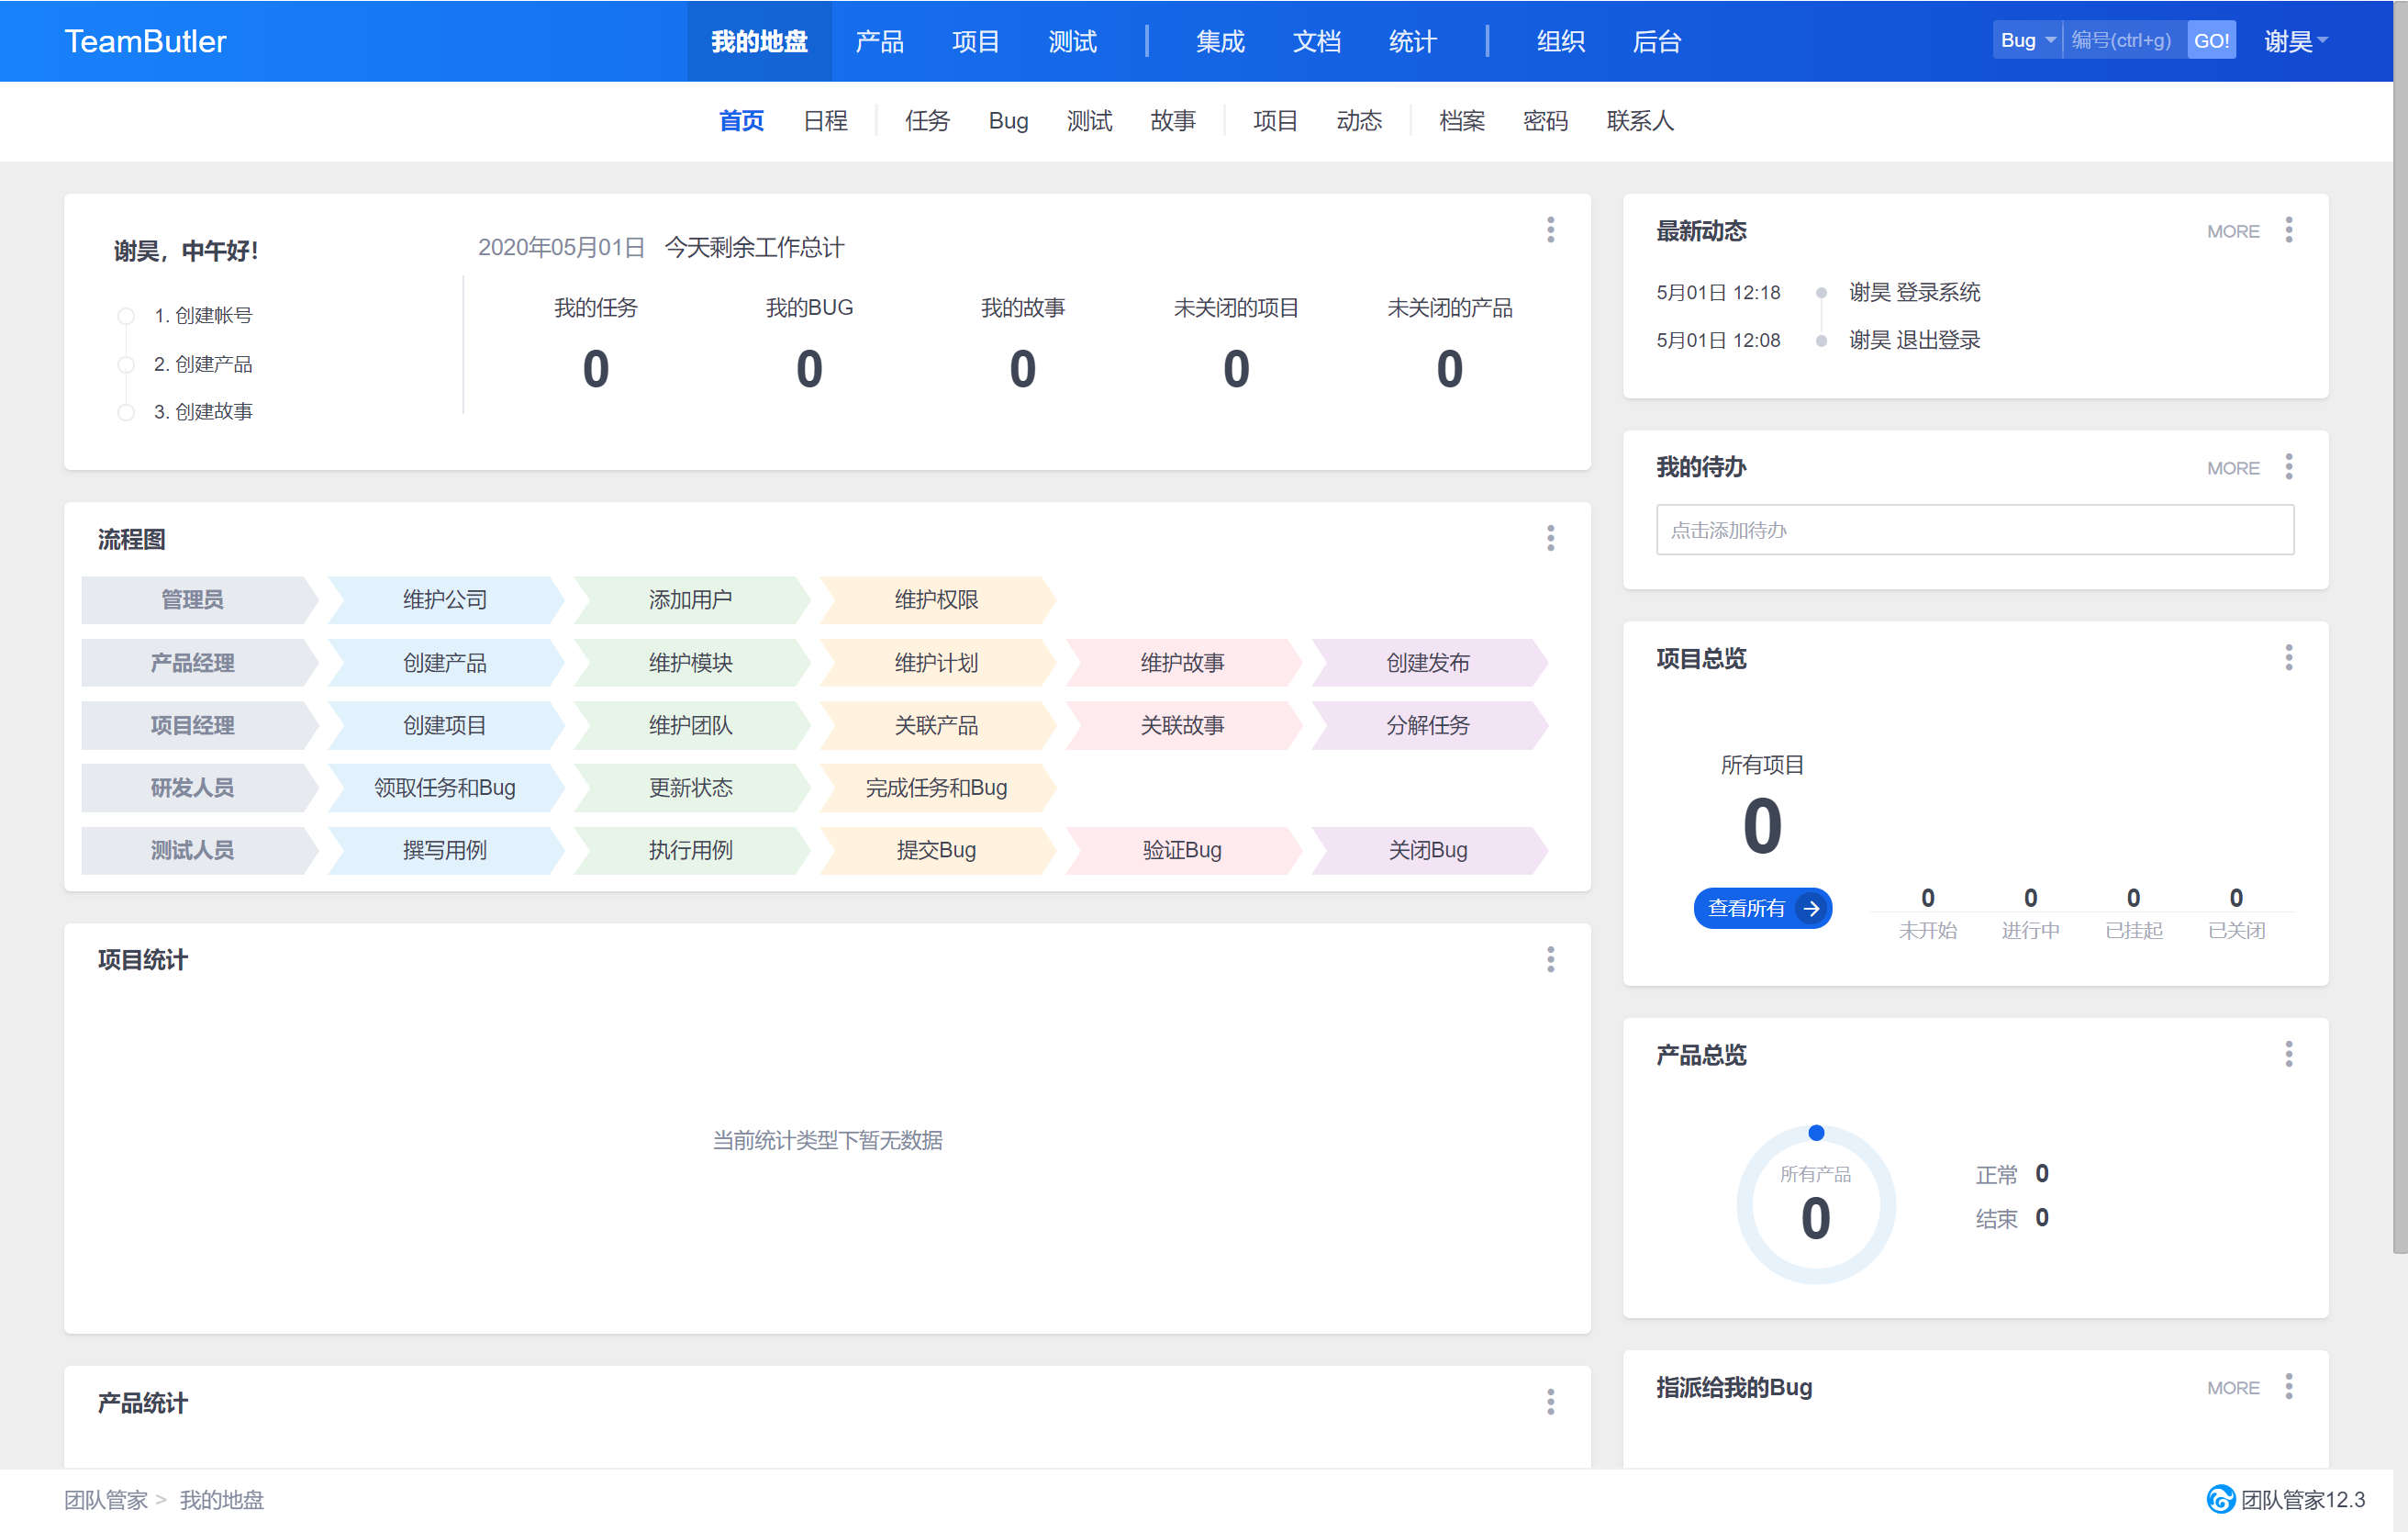 TeamButler 我的地盘 产品 项目 测试 集成 文档 统计 组织 后台 Bug 编号(ctrl+g) GO! 谢昊
首页 日程 任务 Bug 测试 故事 项目 动态 档案 密码 联系人
谢昊，中午好！
1. 创建帐号
2. 创建产品
3. 创建故事
2020年05月01日 今天剩余工作总计
我的任务 我的BUG 我的故事 未关闭的项目 未关闭的产品
0 0 0 0 0
流程图
管理员 维护公司 添加用户 维护权限
产品经理 创建产品 维护模块 维护计划 维护故事 创建发布
项目经理 创建项目 维护团队 关联产品 关联故事 分解任务
研发人员 领取任务和Bug 更新状态 完成任务和Bug
测试人员 撰写用例 执行用例 提交Bug 验证Bug 关闭Bug
项目统计
当前统计类型下暂无数据
产品统计
最新动态 MORE
5月01日 12:18 谢昊 登录系统
5月01日 12:08 谢昊 退出登录
我的待办 MORE
点击添加待办
项目总览
所有项目
0
查看所有
0 0 0 0
未开始 进行中 已挂起 已关闭
产品总览
所有产品
0
正常 0
结束 0
指派给我的Bug MORE
团队管家 > 我的地盘
团队管家12.3